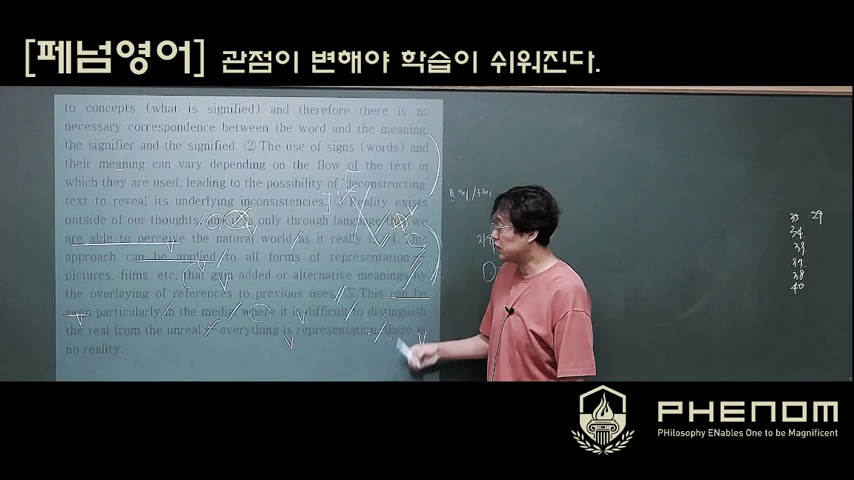 [페넘영어] 관점이 변해야 학습이 쉬워진다.
to concepts (what is signified) and therefore there is no
necessary correspondence between the word and the meaning,
the signifier and the signified. ② The use of signs (words) and
their meaning can vary depending on the flow of the text in
which they are used, leading to the possibility of 'deconstructing'
text to reveal its underlying inconsistencies. Reality exists
outside of our thoughts, only through language that we
are able to perceive the natural world as it really is. ④ This
approach can be applied to all forms of representation —
pictures, films, etc. that gain added or alternative meanings by
the overlaying of references to previous uses. ⑤ This can be
seen particularly in the media, where it is difficult to distinguish
the real from the unreal — everything is representation, there is
no reality.
35 29
34
39
37
38
40
PHENOM
PHilosophy ENables One to be Magnificent